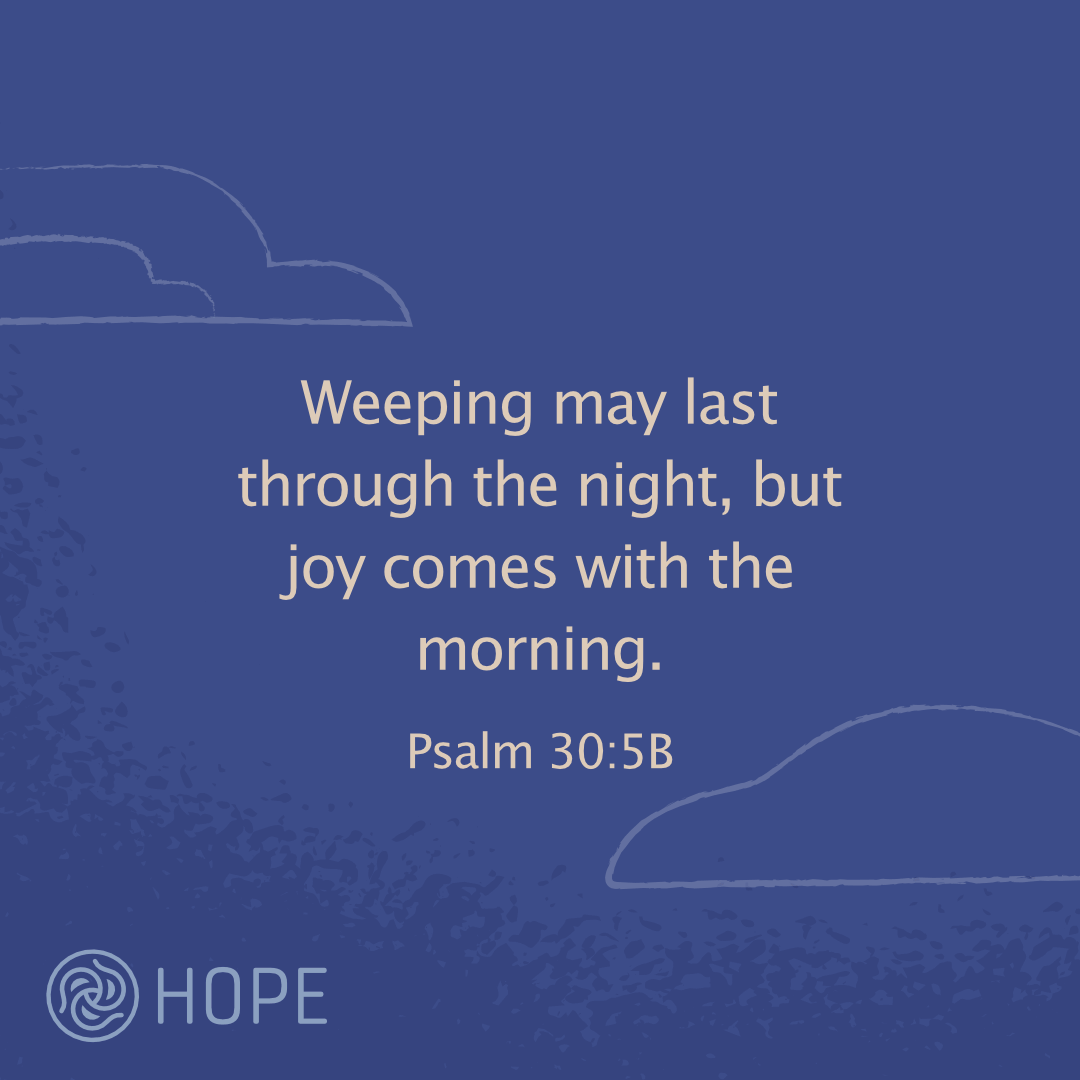 Weeping may last
through the night, but
joy comes with the
morning.
Psalm 30:5B
HOPE